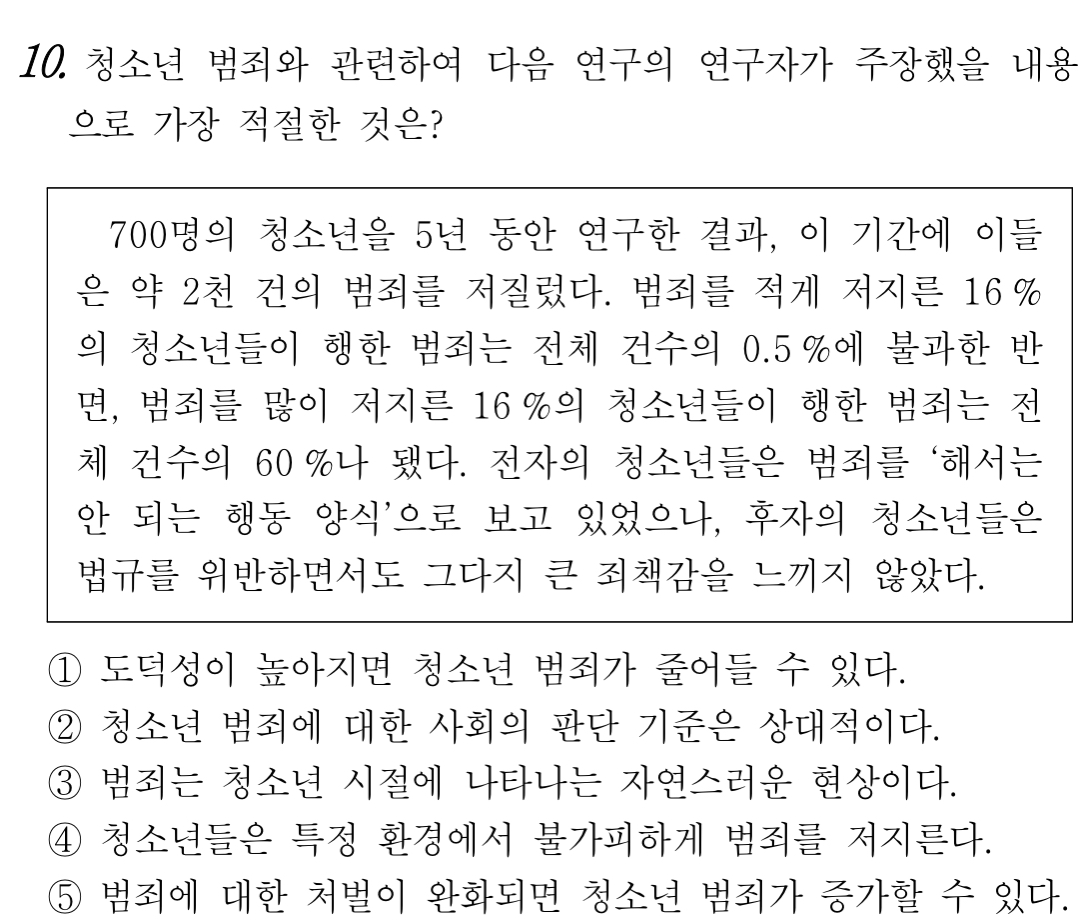 10. 청소년 범죄와 관련하여 다음 연구의 연구자가 주장했을 내용
으로 가장 적절한 것은?
700명의 청소년을 5년 동안 연구한 결과, 이 기간에 이들
은 약 2천 건의 범죄를 저질렀다. 범죄를 적게 저지른 16%
의 청소년들이 행한 범죄는 전체 건수의 0.5%에 불과한 반
면, 범죄를 많이 저지른 16%의 청소년들이 행한 범죄는 전
체 건수의 60%나 됐다. 전자의 청소년들은 범죄를 ‘해서는
안 되는 행동 양식’으로 보고 있었으나, 후자의 청소년들은
법규를 위반하면서도 그다지 큰 죄책감을 느끼지 않았다.
① 도덕성이 높아지면 청소년 범죄가 줄어들 수 있다.
② 청소년 범죄에 대한 사회의 판단 기준은 상대적이다.
③ 범죄는 청소년 시절에 나타나는 자연스러운 현상이다.
④ 청소년들은 특정 환경에서 불가피하게 범죄를 저지른다.
⑤ 범죄에 대한 처벌이 완화되면 청소년 범죄가 증가할 수 있다.